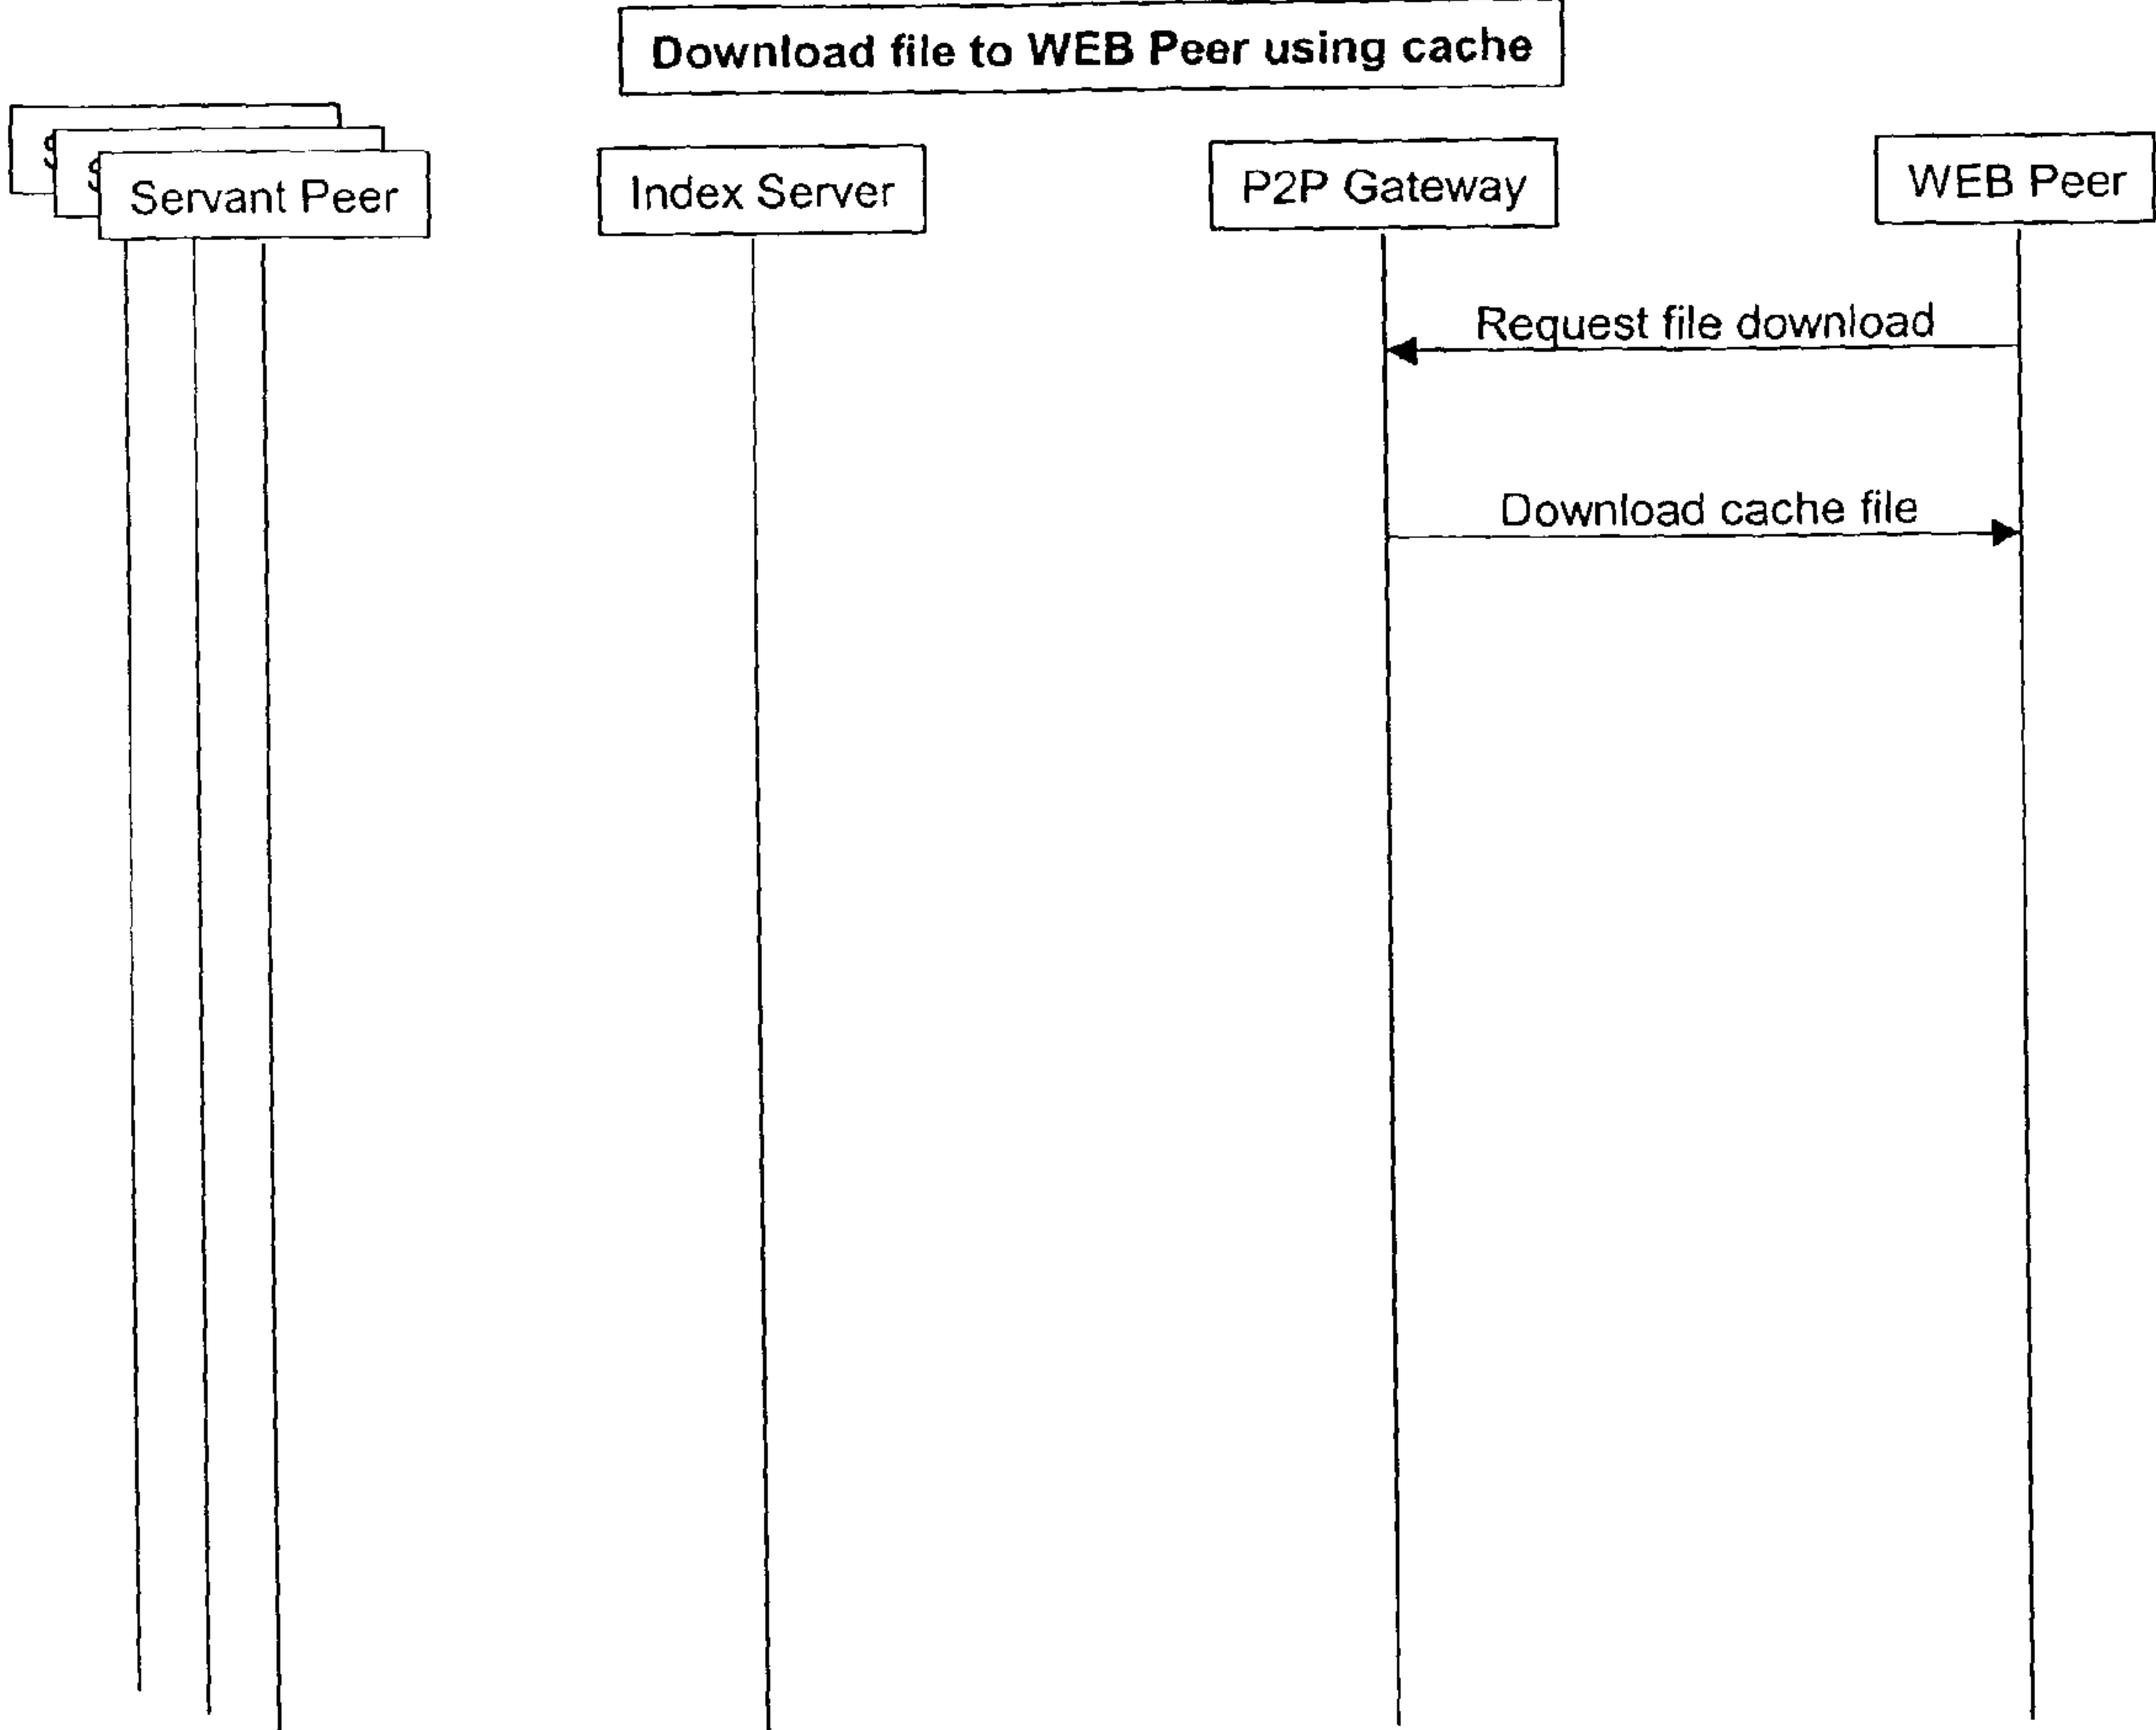 Download file to WEB Peer using cache
Servant Peer
Index Server
P2P Gateway
WEB Peer
Request file download
Download cache file